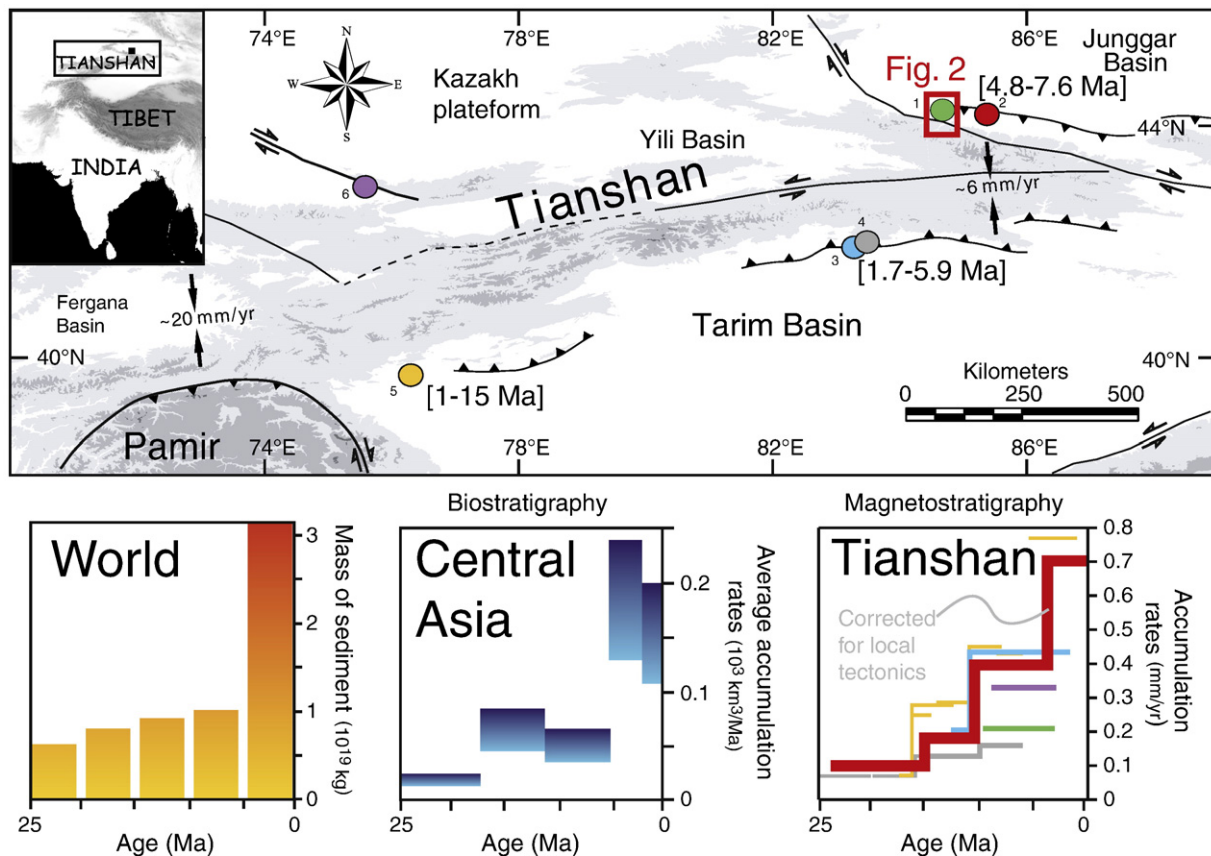 74°E
78°E
82°E
86°E
Junggar
Basin
TIANSHAN
TIBET
INDIA
N
W
E
S
Kazakh
plateform
Fig. 2
[4.8-7.6 Ma]
1
2
44°N
Yili Basin
6
Tianshan
~6 mm/yr
4
3
[1.7-5.9 Ma]
Fergana
Basin
~20 mm/yr
Tarim Basin
40°N
40°N
Kilometers
0
250
500
5
[1-15 Ma]
Pamir
74°E
78°E
82°E
86°E
World
3
2
1
0
Mass of
sediment (10¹⁹ kg)
25
0
Age (Ma)
Biostratigraphy
Central
Asia
0.2
0.1
0
Average accumulation
rates (10³ km³/Ma)
25
0
Age (Ma)
Magnetostratigraphy
Tianshan
Corrected
for local
tectonics
0.8
0.7
0.6
0.5
0.4
0.3
0.2
0.1
0
Accumulation
rates (mm/yr)
25
0
Age (Ma)